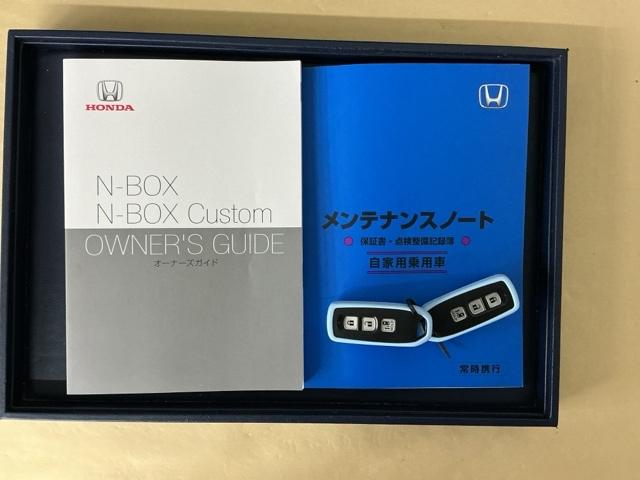 HONDA
N-BOX
N-BOX Custom
OWNER'S GUIDE
オーナーズガイド
メンテナンスノート
保証書・点検整備記録簿
自家用乗用車
常時携行